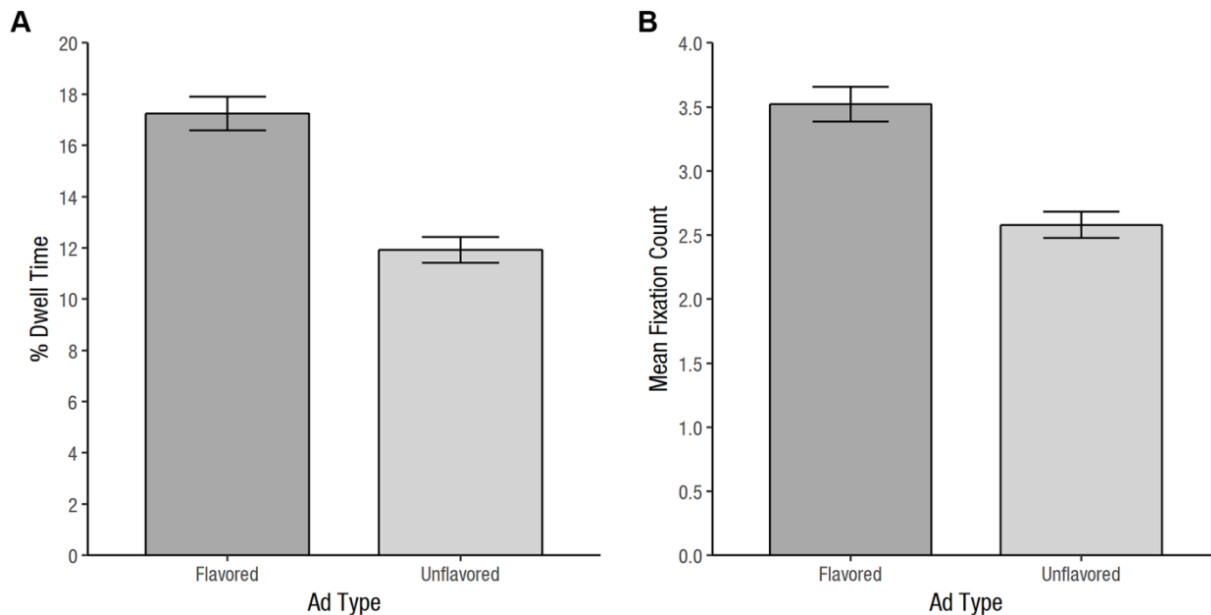 A
% Dwell Time
20
18
16
14
12
10
8
6
4
2
0
Flavored Unflavored
Ad Type
B
Mean Fixation Count
4.0
3.5
3.0
2.5
2.0
1.5
1.0
0.5
0.0
Flavored Unflavored
Ad Type